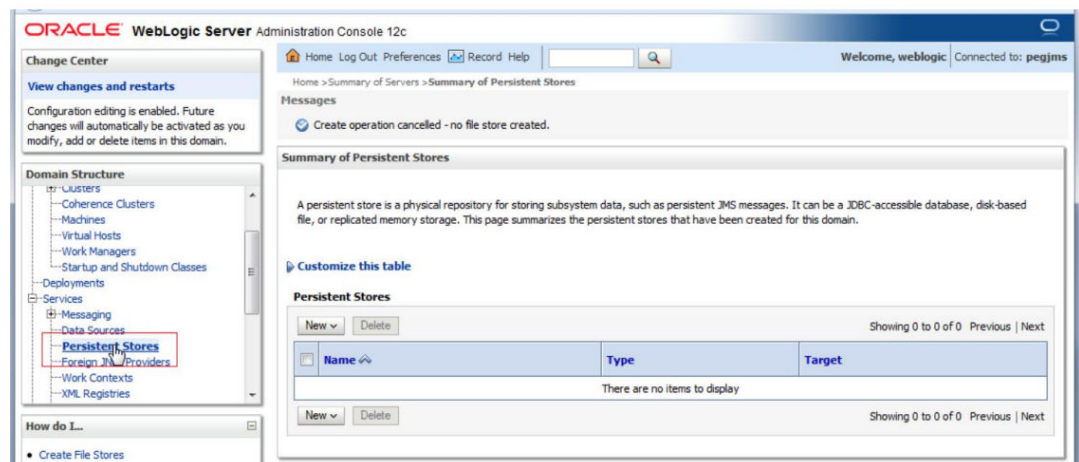 ORACLE WebLogic Server Administration Console 12c
Change Center
View changes and restarts
Configuration editing is enabled. Future
changes will automatically be activated as you
modify, add or delete items in this domain.
Domain Structure
Clusters
Coherence Clusters
Machines
Virtual Hosts
Work Managers
Startup and Shutdown Classes
Deployments
Services
Messaging
Data Sources
Persistent Stores
Foreign JNDI Providers
Work Contexts
XML Registries
How do I...
Create File Stores
Home Log Out Preferences Record Help
Welcome, weblogic Connected to: pegjms
Home >Summary of Servers >Summary of Persistent Stores
Messages
Create operation cancelled - no file store created.
Summary of Persistent Stores
A persistent store is a physical repository for storing subsystem data, such as persistent JMS messages. It can be a JDBC-accessible database, disk-based
file, or replicated memory storage. This page summarizes the persistent stores that have been created for this domain.
Customize this table
Persistent Stores
New Delete Showing 0 to 0 of 0 Previous | Next
Name Type Target
There are no items to display
New Delete Showing 0 to 0 of 0 Previous | Next